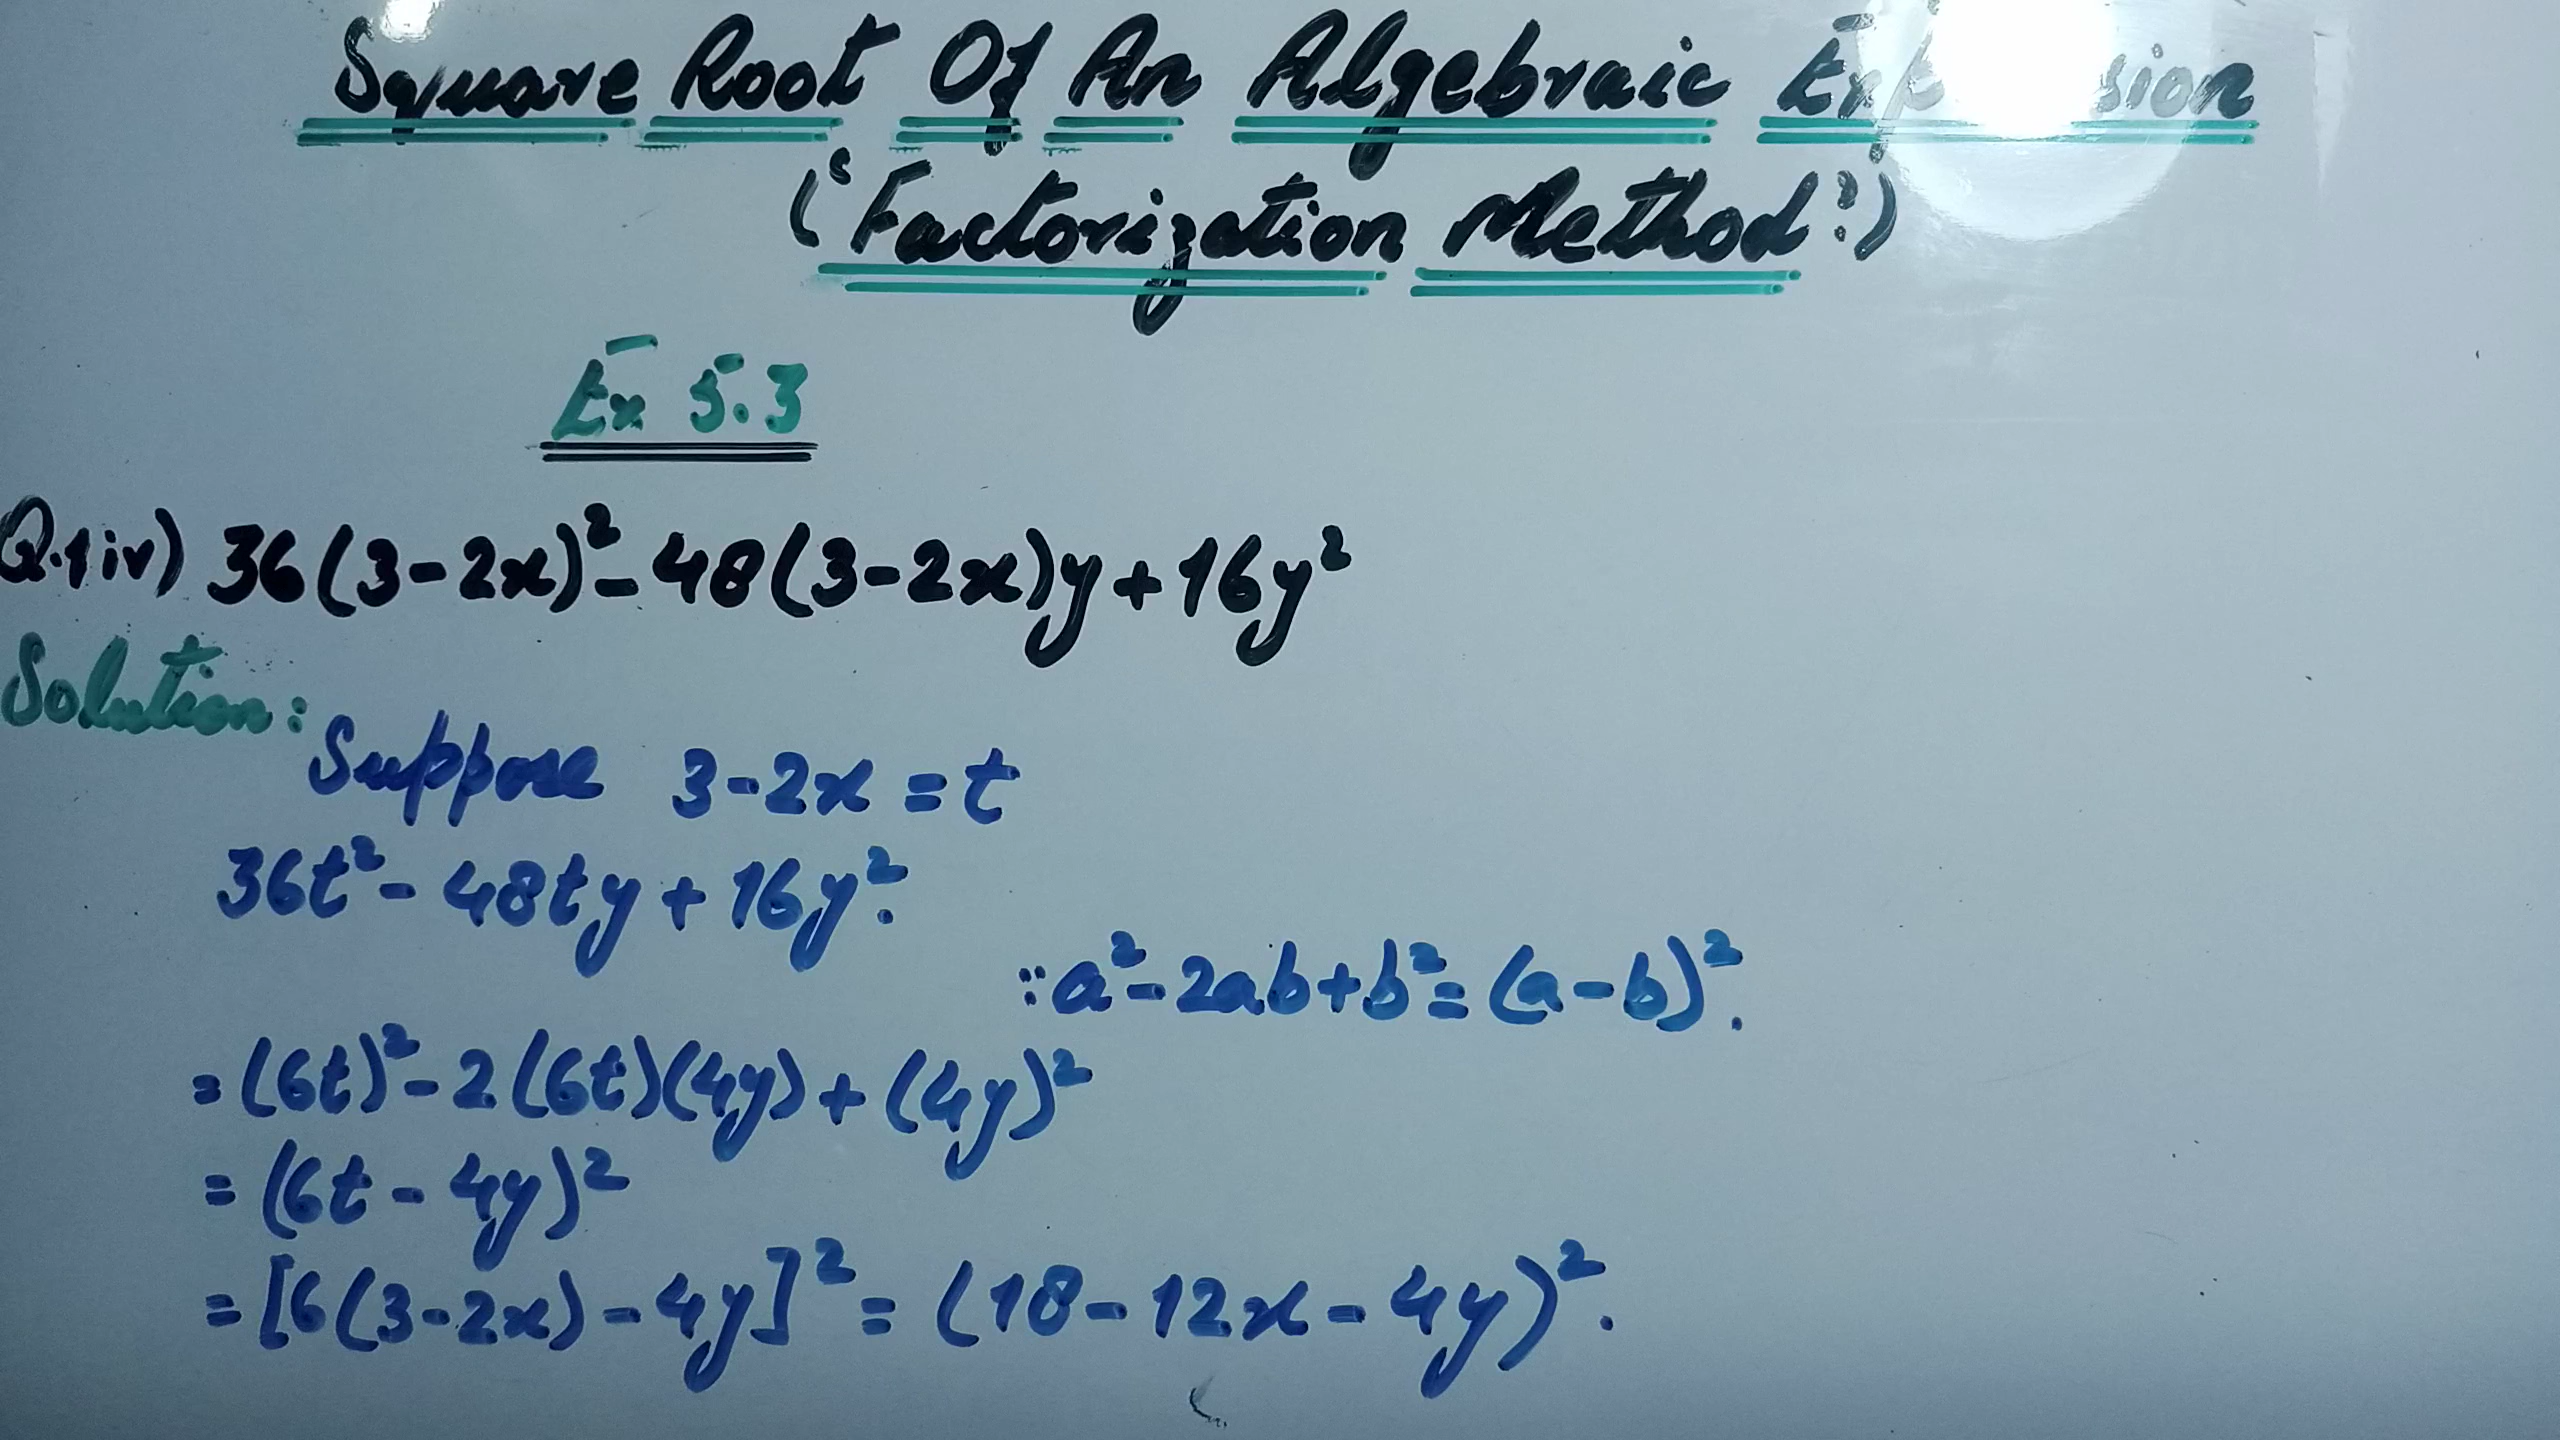 Square Root Of An Algebraic
("Factorization Method")
Ex 5.3
Q.1 iv) 36(3-2x)²-48(3-2x)y+16y²
Solution:
Suppose 3-2x = t
36t² - 48ty + 16y².
∵ a²-2ab+b² = (a-b)².
= (6t)² - 2(6t)(4y) + (4y)²
= (6t - 4y)²
= [6(3-2x) - 4y]² = (18 - 12x - 4y)².